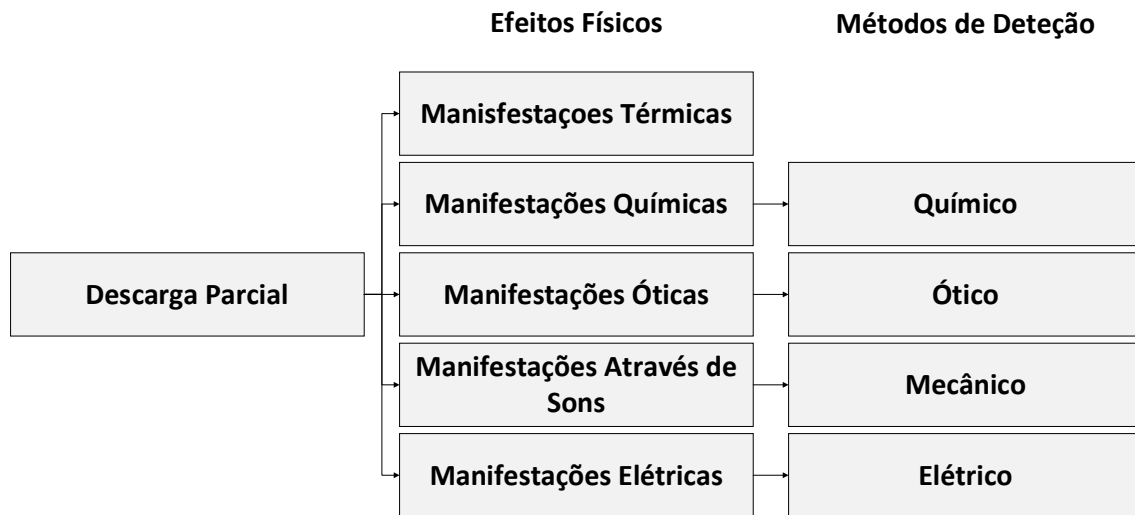 Efeitos Físicos
Métodos de Deteção
Manisfestaçoes Térmicas
Manifestações Químicas
Químico
Descarga Parcial
Manifestações Óticas
Ótico
Manifestações Através de
Sons
Mecânico
Manifestações Elétricas
Elétrico